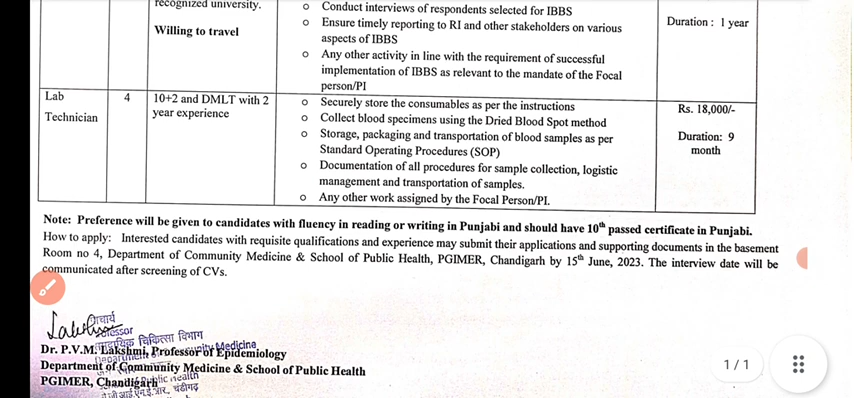 recognized university.
Willing to travel
o Conduct interviews of respondents selected for IBBS
o Ensure timely reporting to RI and other stakeholders on various
aspects of IBBS
o Any other activity in line with the requirement of successful
implementation of IBBS as relevant to the mandate of the Focal
person/PI
Duration : 1 year
Lab
Technician
4
10+2 and DMLT with 2
year experience
o Securely store the consumables as per the instructions
o Collect blood specimens using the Dried Blood Spot method
o Storage, packaging and transportation of blood samples as per
Standard Operating Procedures (SOP)
o Documentation of all procedures for sample collection, logistic
management and transportation of samples.
o Any other work assigned by the Focal Person/PI.
Rs. 18,000/-
Duration: 9
month
Note: Preference will be given to candidates with fluency in reading or writing in Punjabi and should have 10th passed certificate in Punjabi.
How to apply: Interested candidates with requisite qualifications and experience may submit their applications and supporting documents in the basement
Room no 4, Department of Community Medicine & School of Public Health, PGIMER, Chandigarh by 15th June, 2023. The interview date will be
communicated after screening of CVs.
चिकित्सा विभाग
Dr. P.V.M. Lakshmi, Professor of Epidemiology
Department of Community Medicine & School of Public Health
PGIMER, Chandigarh
चंडीगढ़
1 / 1